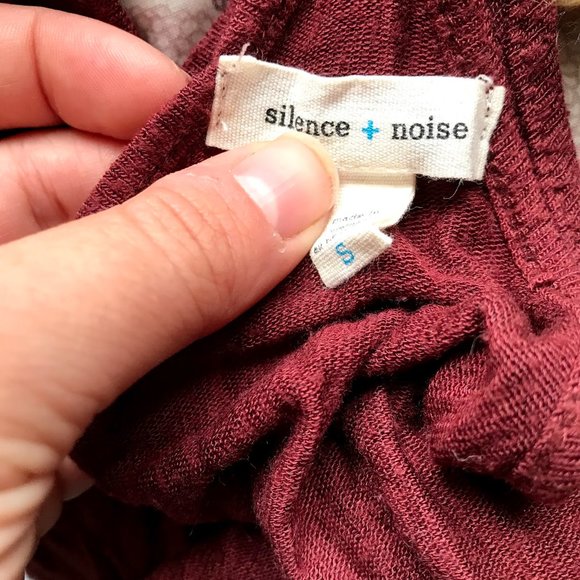 silence + noise
S